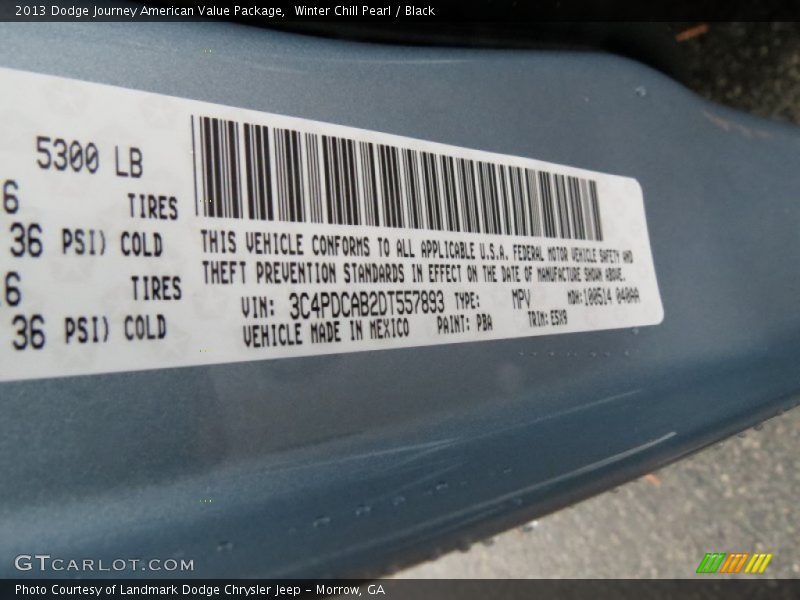 2013 Dodge Journey American Value Package, Winter Chill Pearl / Black
5300 LB
6 TIRES
36 PSI) COLD
6 TIRES
36 PSI) COLD
THIS VEHICLE CONFORMS TO ALL APPLICABLE U.S.A. FEDERAL MOTOR VEHICLE SAFETY AND
THEFT PREVENTION STANDARDS IN EFFECT ON THE DATE OF MANUFACTURE SHOWN ABOVE.
VIN: 3C4PDCAB2DT557893 TYPE: MPV MDH:100514 040AA
VEHICLE MADE IN MEXICO PAINT: PBA TRIM: E5X9
GTCARLOT.COM
Photo Courtesy of Landmark Dodge Chrysler Jeep – Morrow, GA